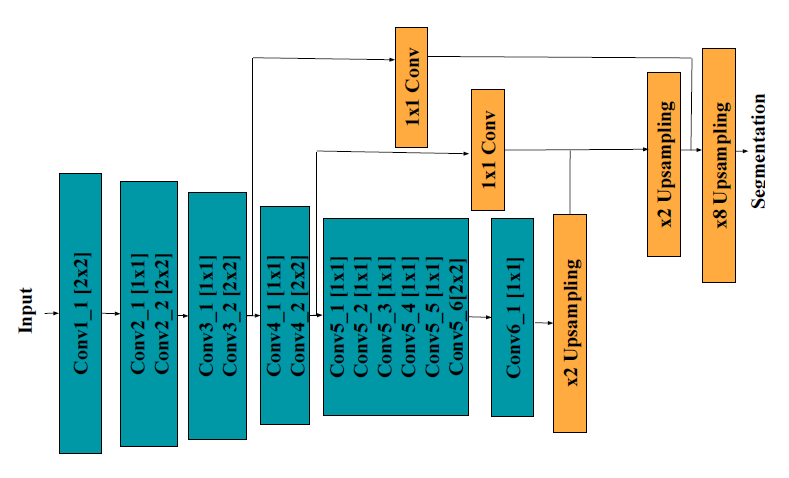 Input
Conv1_1 [2x2]
Conv2_1 [1x1]
Conv2_2 [2x2]
Conv3_1 [1x1]
Conv3_2 [2x2]
Conv4_1 [1x1]
Conv4_2 [2x2]
Conv5_1 [1x1]
Conv5_2 [1x1]
Conv5_3 [1x1]
Conv5_4 [1x1]
Conv5_5 [1x1]
Conv5_6[2x2]
Conv6_1 [1x1]
x2 Upsampling
1x1 Conv
1x1 Conv
x2 Upsampling
x8 Upsampling
Segmentation